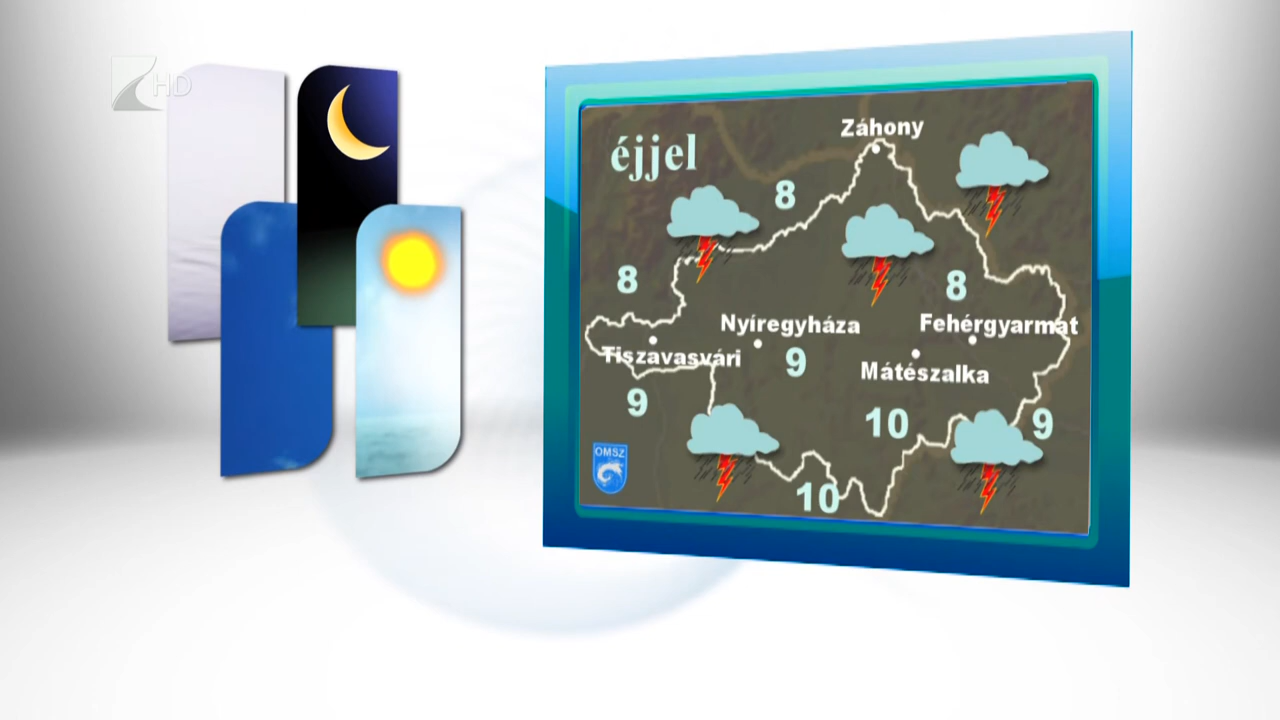 HD
éjjel
Záhony
8
8
8
Nyíregyháza
Fehérgyarmat
Tiszavasvári
9
Mátészalka
9
10
9
OMSZ
10